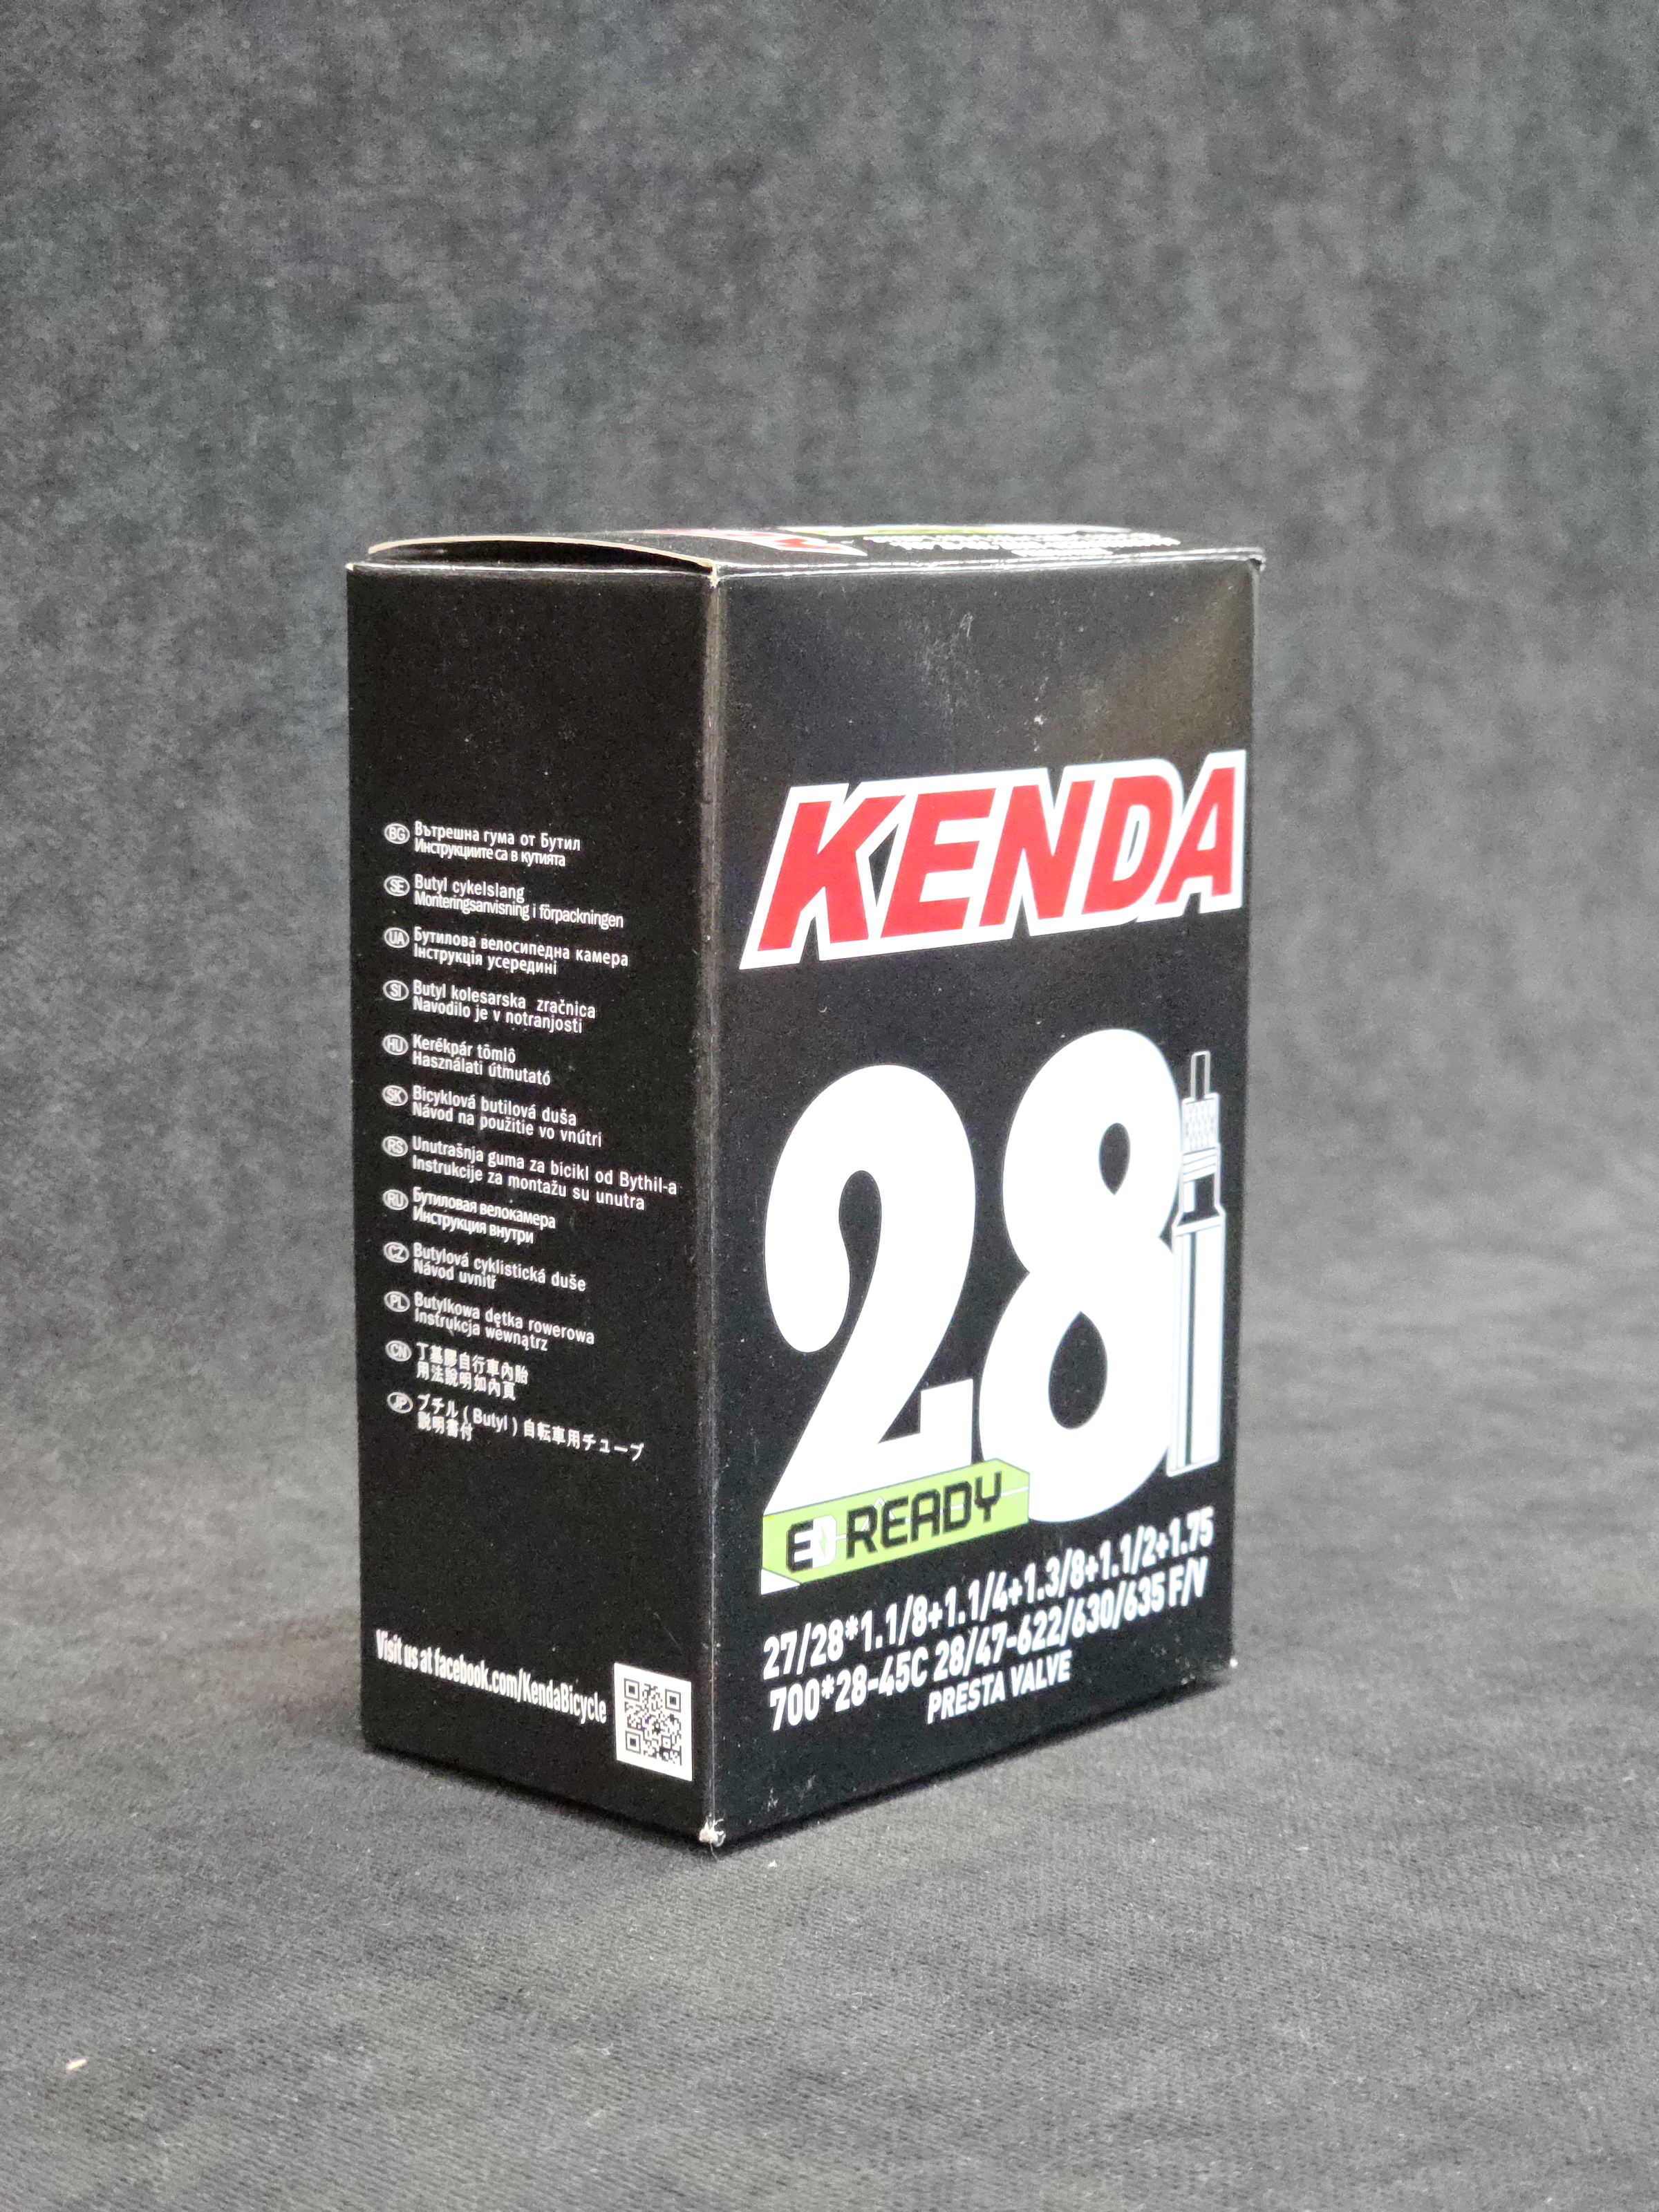 BG Вътрешна гума от Бутил
Инструкциите са в кутията
SE Butyl cykelslang
Monteringsanvisning i förpackningen
UA Бутилова велосипедна камера
Інструкція усередині
SI Butyl kolesarska zračnica
Navodilo je v notranjosti
HU Kerékpár tômlô
Használati útmutató
SK Bicyklová butilová duša
Návod na použitie vo vnútri
RS Unutrašnja guma za bicikl od Bythil-a
Instrukcije za montažu su unutra
RU Бутиловая велокамера
Инструкция внутри
CZ Butylová cyklistická duše
Návod uvnitř
PL Butylkowa dętka rowerowa
Instrukcja wewnątrz
CN 丁基膠自行車內胎
用法說明如內頁
JP ブチル ( Butyl ) 自転車用チューブ
説明書付
Visit us at facebook.com/KendaBicycle
KENDA
28
E READY
27/28*1.1/8+1.1/4+1.3/8+1.1/2+1.75
700*28-45C 28/47-622/630/635 F/V
PRESTA VALVE